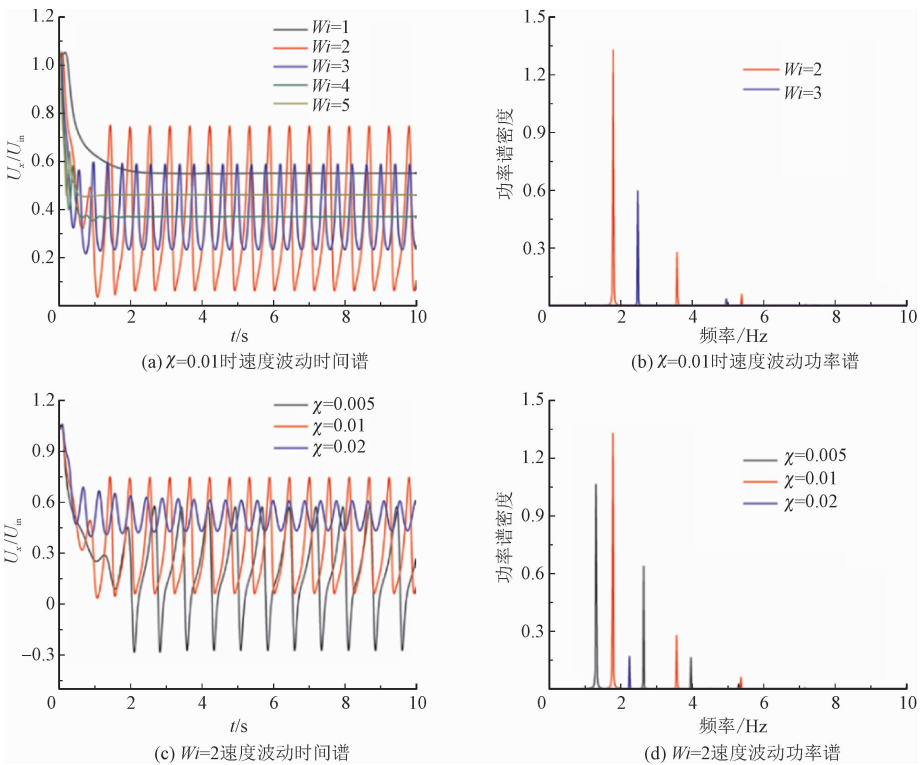 1.2
1.0
0.8
0.6
0.4
0.2
Ux/Uin
Wi=1
Wi=2
Wi=3
Wi=4
Wi=5
0 2 4 6 8 10
t/s
(a) χ=0.01时速度波动时间谱
1.5
1.2
0.9
0.6
0.3
功率谱密度
Wi=2
Wi=3
0 2 4 6 8 10
频率/Hz
(b) χ=0.01时速度波动功率谱
1.2
0.9
0.6
0.3
0
−0.3
Ux/Uin
χ=0.005
χ=0.01
χ=0.02
0 2 4 6 8 10
t/s
(c) Wi=2速度波动时间谱
1.5
1.2
0.9
0.6
0.3
功率谱密度
χ=0.005
χ=0.01
χ=0.02
0 2 4 6 8 10
频率/Hz
(d) Wi=2速度波动功率谱